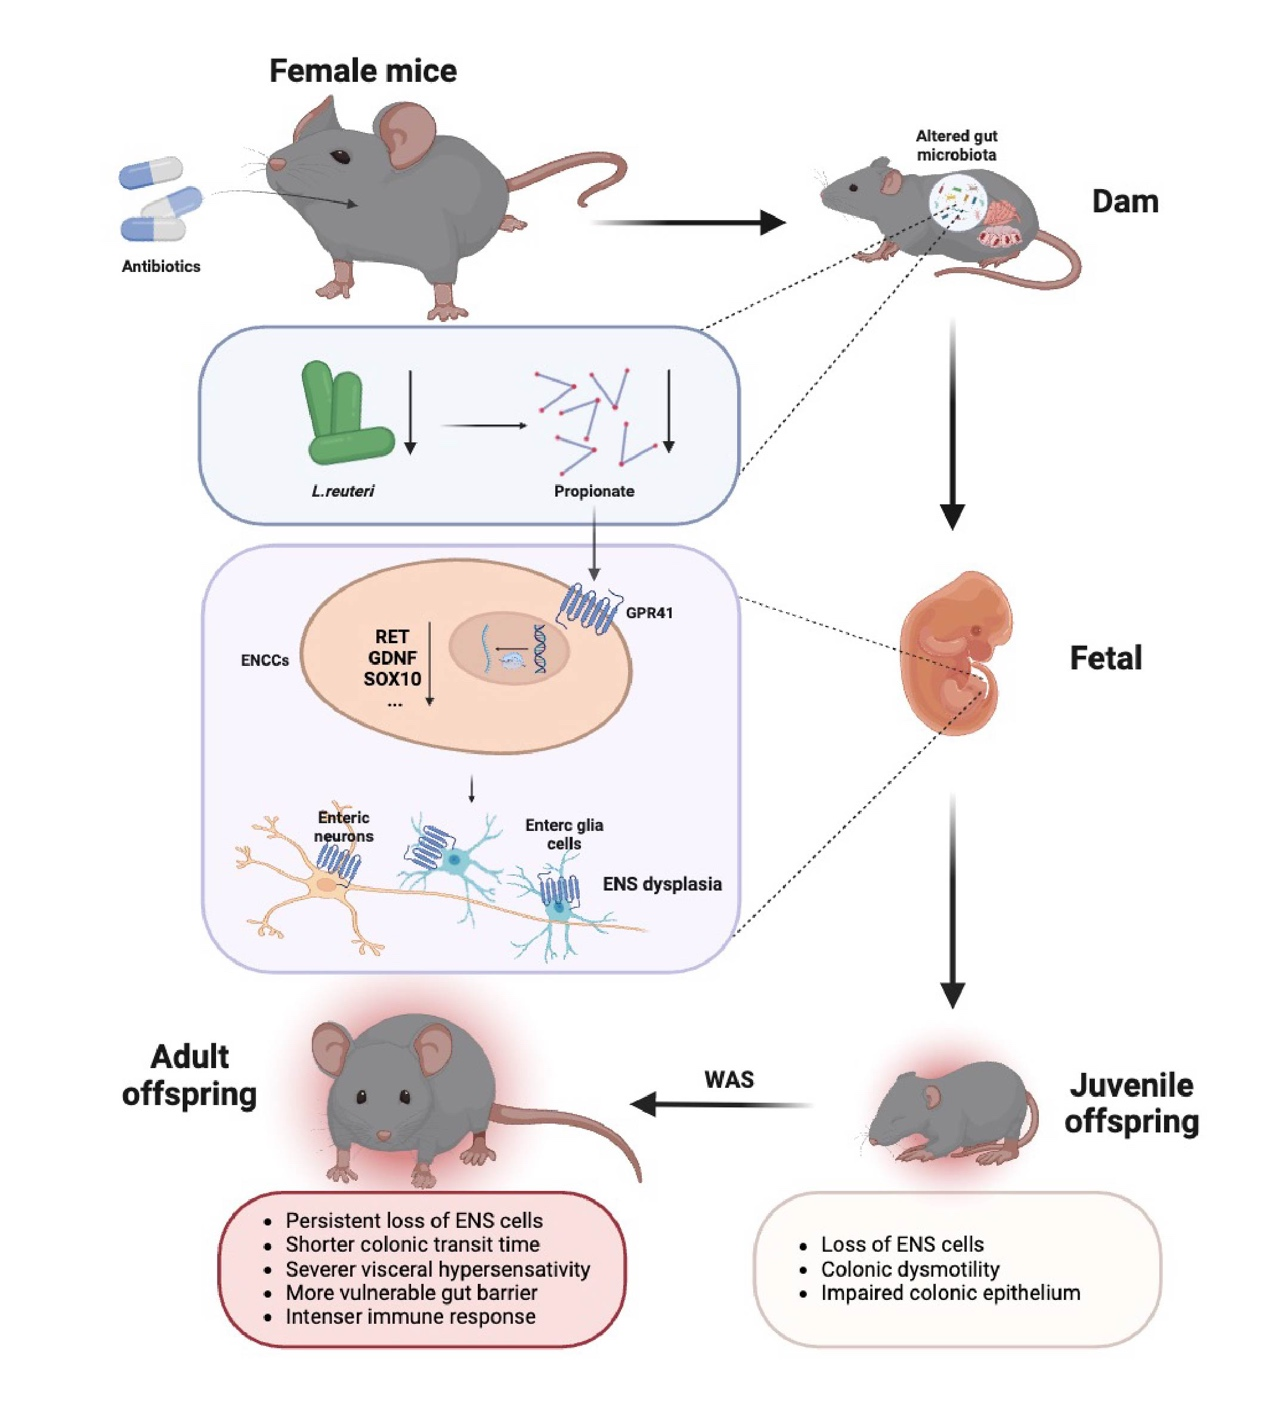 Female mice
Antibiotics
Altered gut
microbiota
Dam
L.reuteri
Propionate
GPR41
ENCCs
RET
GDNF
SOX10
...
Fetal
Enteric
neurons
Enterc glia
cells
ENS dysplasia
Adult
offspring
WAS
Juvenile
offspring
• Persistent loss of ENS cells
• Shorter colonic transit time
• Severer visceral hypersensativity
• More vulnerable gut barrier
• Intenser immune response
• Loss of ENS cells
• Colonic dysmotility
• Impaired colonic epithelium